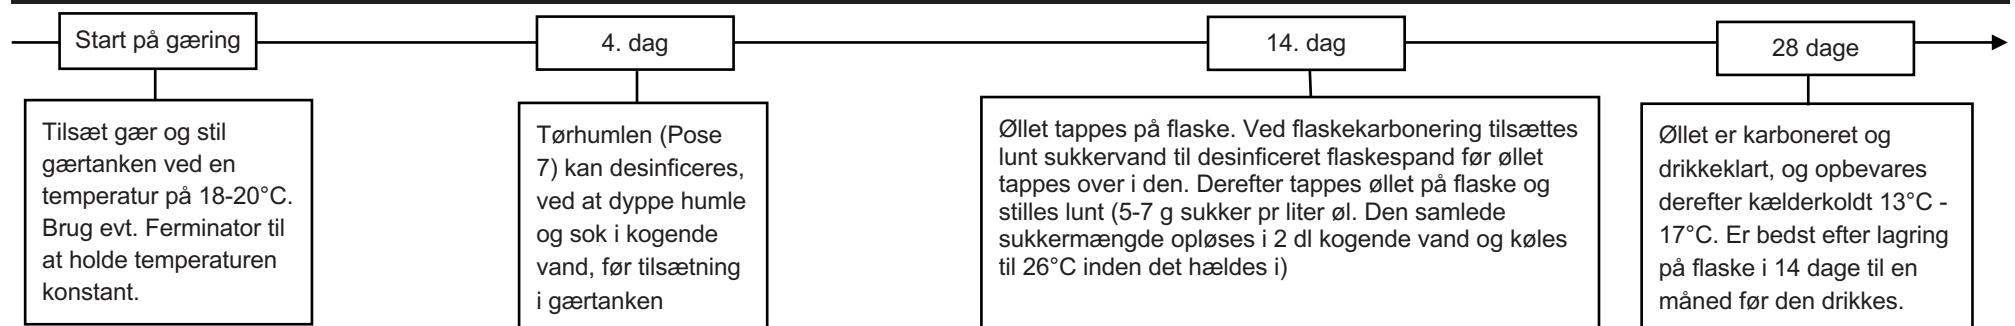 Start på gæring
4. dag
14. dag
28 dage
Tilsæt gær og stil
gærtanken ved en
temperatur på 18-20°C.
Brug evt. Ferminator til
at holde temperaturen
konstant.
Tørhumlen (Pose
7) kan desinficeres,
ved at dyppe humle
og sok i kogende
vand, før tilsætning
i gærtanken
Øllet tappes på flaske. Ved flaskekarbonering tilsættes
lunt sukkervand til desinficeret flaskespand før øllet
tappes over i den. Derefter tappes øllet på flaske og
stilles lunt (5-7 g sukker pr liter øl. Den samlede
sukkermængde opløses i 2 dl kogende vand og køles
til 26°C inden det hældes i)
Øllet er karboneret og
drikkeklart, og opbevares
derefter kælderkoldt 13°C -
17°C. Er bedst efter lagring
på flaske i 14 dage til en
måned før den drikkes.